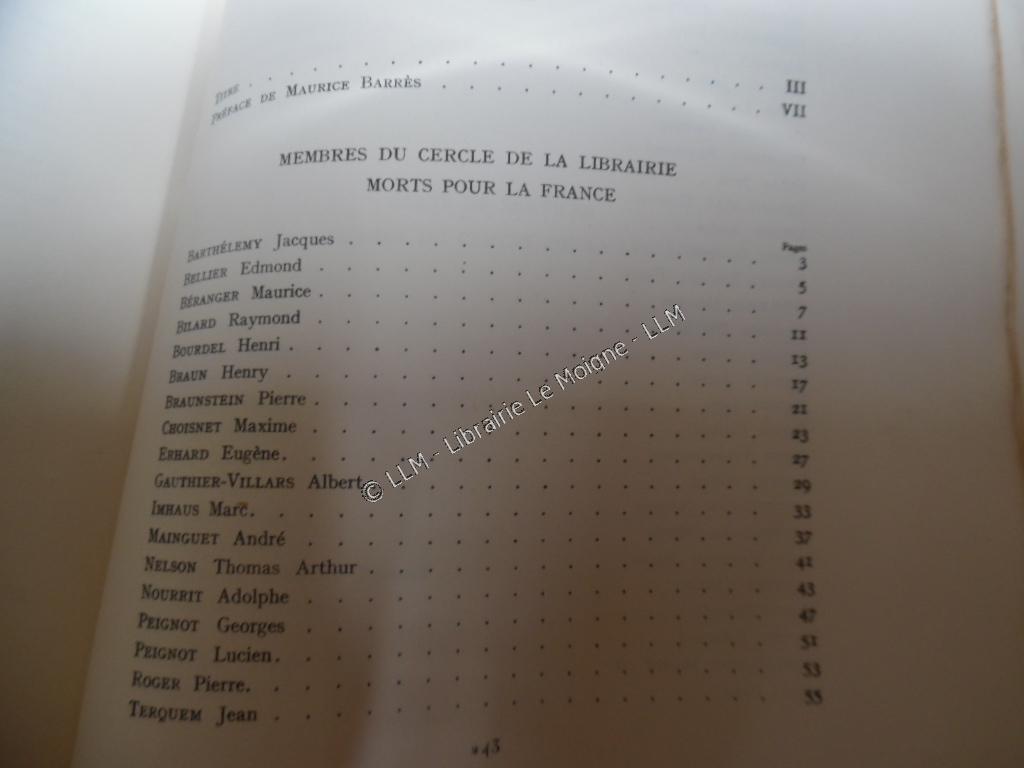 TITRE . . . . . . . . . . . . . . . . III
PRÉFACE DE MAURICE BARRÈS . . . . . . . . . . . . VII
MEMBRES DU CERCLE DE LA LIBRAIRIE
MORTS POUR LA FRANCE
Pages
BARTHÉLEMY Jacques . . . . . . . . . . . . . . . 3
BELLIER Edmond . . . . . . . . . . . . . . . . 5
BÉRANGER Maurice . . . . . . . . . . . . . . . . 7
BILARD Raymond . . . . . . . . . . . . . . . . 11
BOURDEL Henri . . . . . . . . . . . . . . . . . 13
BRAUN Henry . . . . . . . . . . . . . . . . . 17
BRAUNSTEIN Pierre . . . . . . . . . . . . . . . . 21
CHOISNET Maxime . . . . . . . . . . . . . . . . 23
ERHARD Eugène . . . . . . . . . . . . . . . . . 27
GAUTHIER-VILLARS Albert . . . . . . . . . . . . . . 29
IMHAUS Marc . . . . . . . . . . . . . . . . . . 33
MAINGUET André . . . . . . . . . . . . . . . . 37
NELSON Thomas Arthur . . . . . . . . . . . . . . 41
NOURRIT Adolphe . . . . . . . . . . . . . . . . 43
PEIGNOT Georges . . . . . . . . . . . . . . . . 47
PEIGNOT Lucien . . . . . . . . . . . . . . . . . 51
ROGER Pierre . . . . . . . . . . . . . . . . . . 53
TERQUEM Jean . . . . . . . . . . . . . . . . . 55
© LLM - Librairie Le Moigne - LLM